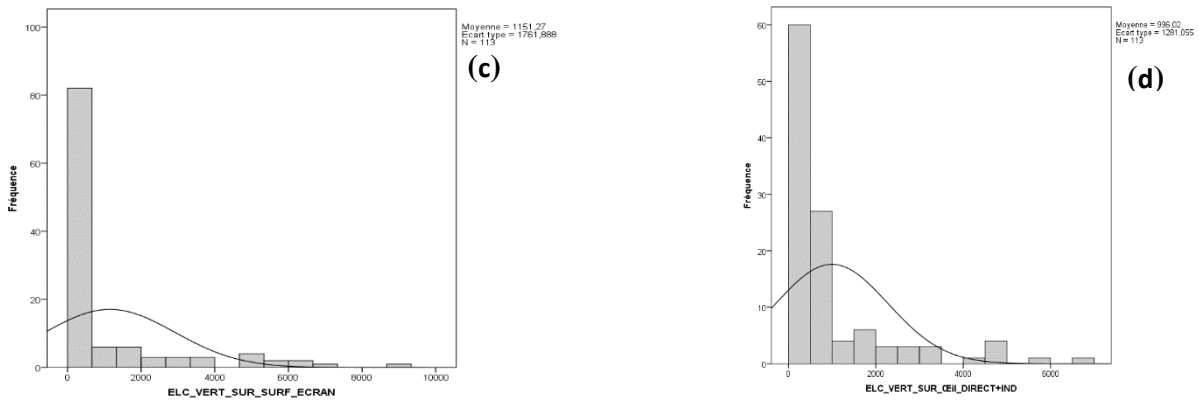 Moyenne = 1151,27
Ecart type = 1761,888
N = 113
(c)
100
80
60
40
20
0
Fréquence
0 2000 4000 6000 8000 10000
ELC_VERT_SUR_SURF_ECRAN
Moyenne = 996,02
Ecart type = 1281,055
N = 113
(d)
60
50
40
30
20
10
0
Fréquence
0 2000 4000 6000
ELC_VERT_SUR_Œil_DIRECT+IND